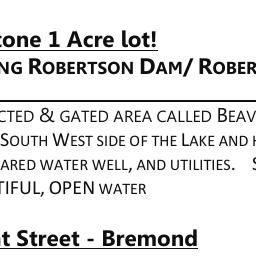 tone 1 Acre lot!
NG ROBERTSON DAM/ ROBER
CTED & GATED AREA CALLED BEAV
SOUTH WEST SIDE OF THE LAKE AND H
ARED WATER WELL, AND UTILITIES. S
TIFUL, OPEN WATER
t Street - Bremond